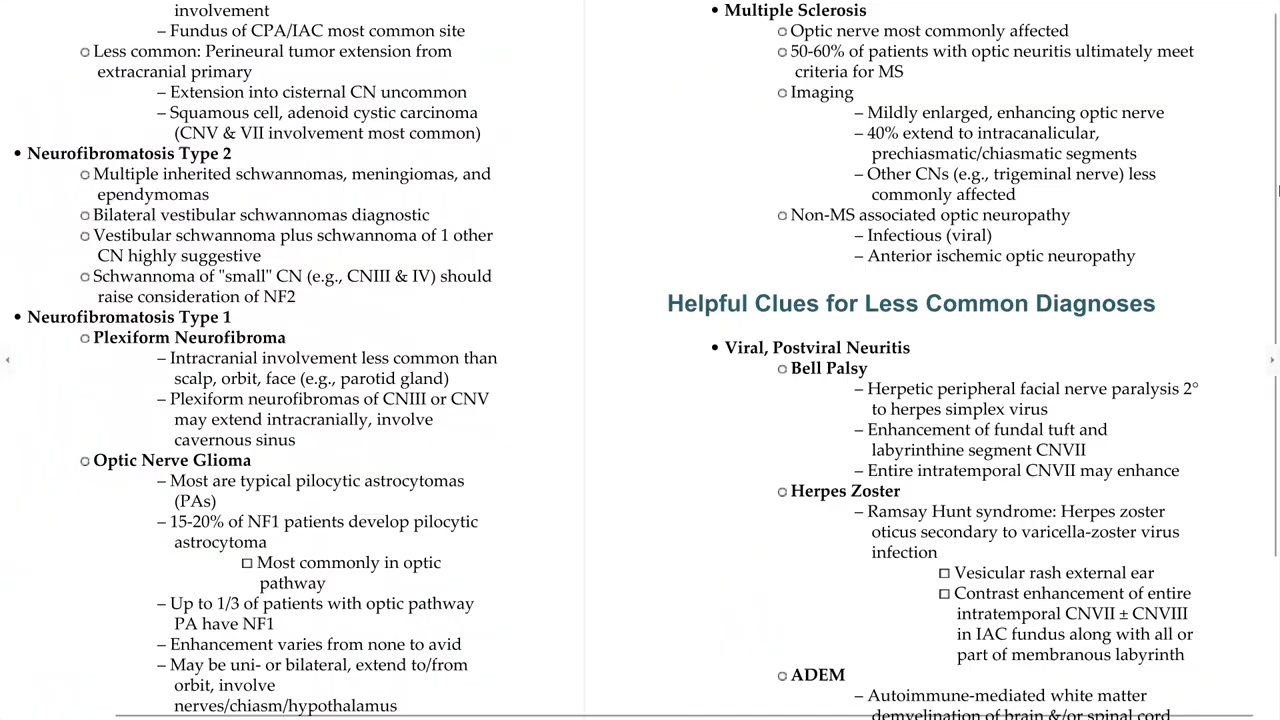 involvement
– Fundus of CPA/IAC most common site
○ Less common: Perineural tumor extension from
extracranial primary
– Extension into cisternal CN uncommon
– Squamous cell, adenoid cystic carcinoma
(CNV & VII involvement most common)
• Neurofibromatosis Type 2
○ Multiple inherited schwannomas, meningiomas, and
ependymomas
○ Bilateral vestibular schwannomas diagnostic
○ Vestibular schwannoma plus schwannoma of 1 other
CN highly suggestive
○ Schwannoma of "small" CN (e.g., CNIII & IV) should
raise consideration of NF2
• Neurofibromatosis Type 1
○ Plexiform Neurofibroma
– Intracranial involvement less common than
scalp, orbit, face (e.g., parotid gland)
– Plexiform neurofibromas of CNIII or CNV
may extend intracranially, involve
cavernous sinus
○ Optic Nerve Glioma
– Most are typical pilocytic astrocytomas
(PAs)
– 15-20% of NF1 patients develop pilocytic
astrocytoma
□ Most commonly in optic
pathway
– Up to 1/3 of patients with optic pathway
PA have NF1
– Enhancement varies from none to avid
– May be uni- or bilateral, extend to/from
orbit, involve
nerves/chiasm/hypothalamus
• Multiple Sclerosis
○ Optic nerve most commonly affected
○ 50-60% of patients with optic neuritis ultimately meet
criteria for MS
○ Imaging
– Mildly enlarged, enhancing optic nerve
– 40% extend to intracanalicular,
prechiasmatic/chiasmatic segments
– Other CNs (e.g., trigeminal nerve) less
commonly affected
○ Non-MS associated optic neuropathy
– Infectious (viral)
– Anterior ischemic optic neuropathy
Helpful Clues for Less Common Diagnoses
• Viral, Postviral Neuritis
○ Bell Palsy
– Herpetic peripheral facial nerve paralysis 2°
to herpes simplex virus
– Enhancement of fundal tuft and
labyrinthine segment CNVII
– Entire intratemporal CNVII may enhance
○ Herpes Zoster
– Ramsay Hunt syndrome: Herpes zoster
oticus secondary to varicella-zoster virus
infection
□ Vesicular rash external ear
□ Contrast enhancement of entire
intratemporal CNVII ± CNVIII
in IAC fundus along with all or
part of membranous labyrinth
○ ADEM
– Autoimmune-mediated white matter
demyelination of brain &/or spinal cord